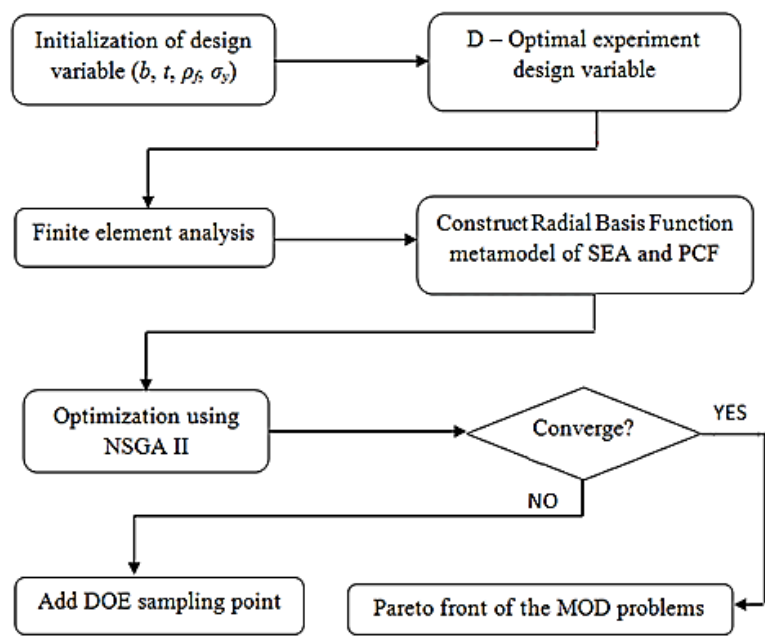 Initialization of design
variable (b, t, ρf, σy)
D – Optimal experiment
design variable
Finite element analysis
Construct Radial Basis Function
metamodel of SEA and PCF
Optimization using
NSGA II
Converge?
YES
NO
Add DOE sampling point
Pareto front of the MOD problems